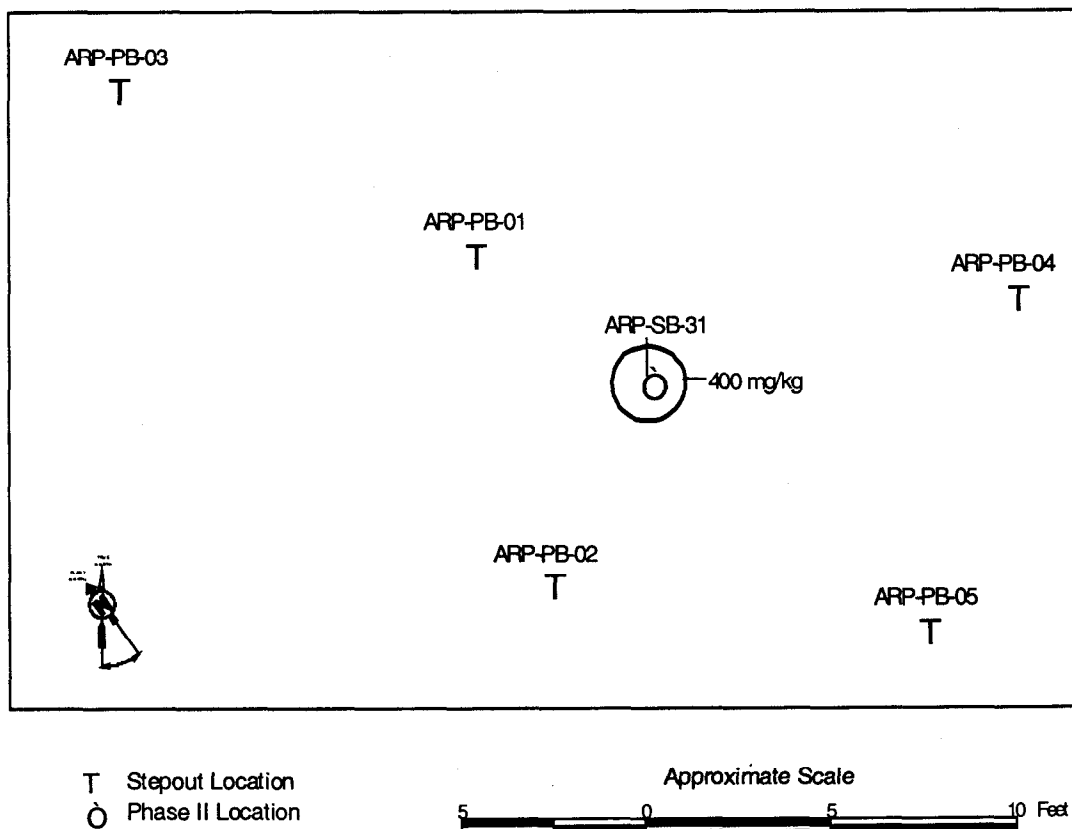 ARP-PB-03
ARP-PB-01
ARP-PB-04
ARP-SB-31
400 mg/kg
ARP-PB-02
ARP-PB-05
T Stepout Location
Ò Phase II Location
Approximate Scale
5 0 5 10 Feet